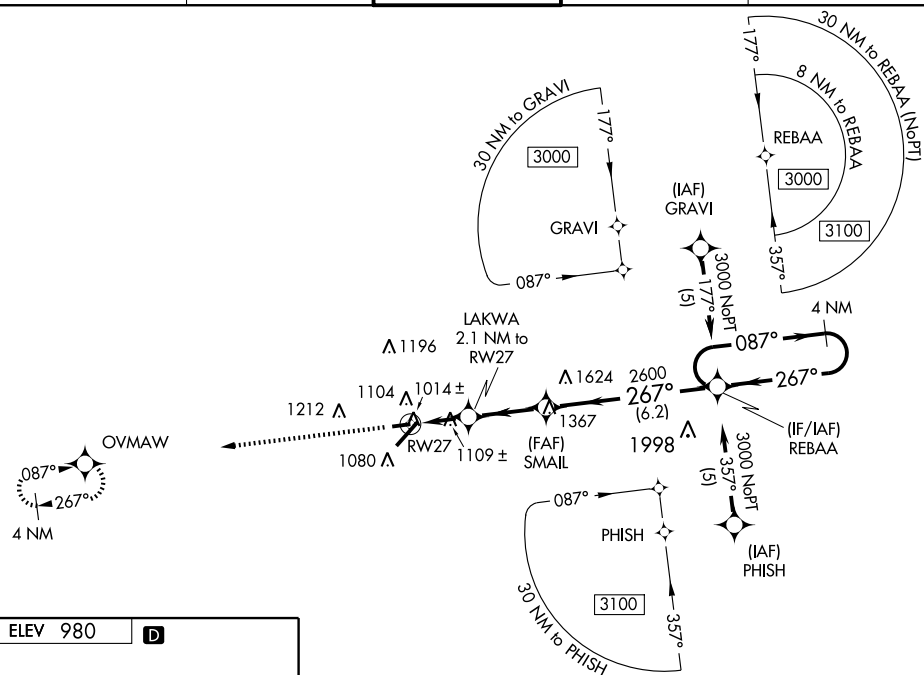 30 NM to REBAA (NoPT)
177°
8 NM to REBAA
REBAA
3000
3100
357°
30 NM to GRAVI
177°
3000
GRAVI
087°
(IAF)
GRAVI
3000 NoPT
177°
(5)
4 NM
087°
267°
LAKWA
2.1 NM to
RW27
1196
1624
2600
267°
(6.2)
1104
1014 ±
1212
1367
(IF/IAF)
REBAA
OVMAW
RW27
(FAF)
SMAIL
1998
1080
1109 ±
087°
267°
4 NM
3000 NoPT
357°
(5)
(IAF)
PHISH
087°
PHISH
3100
357°
30 NM to PHISH
ELEV 980 D